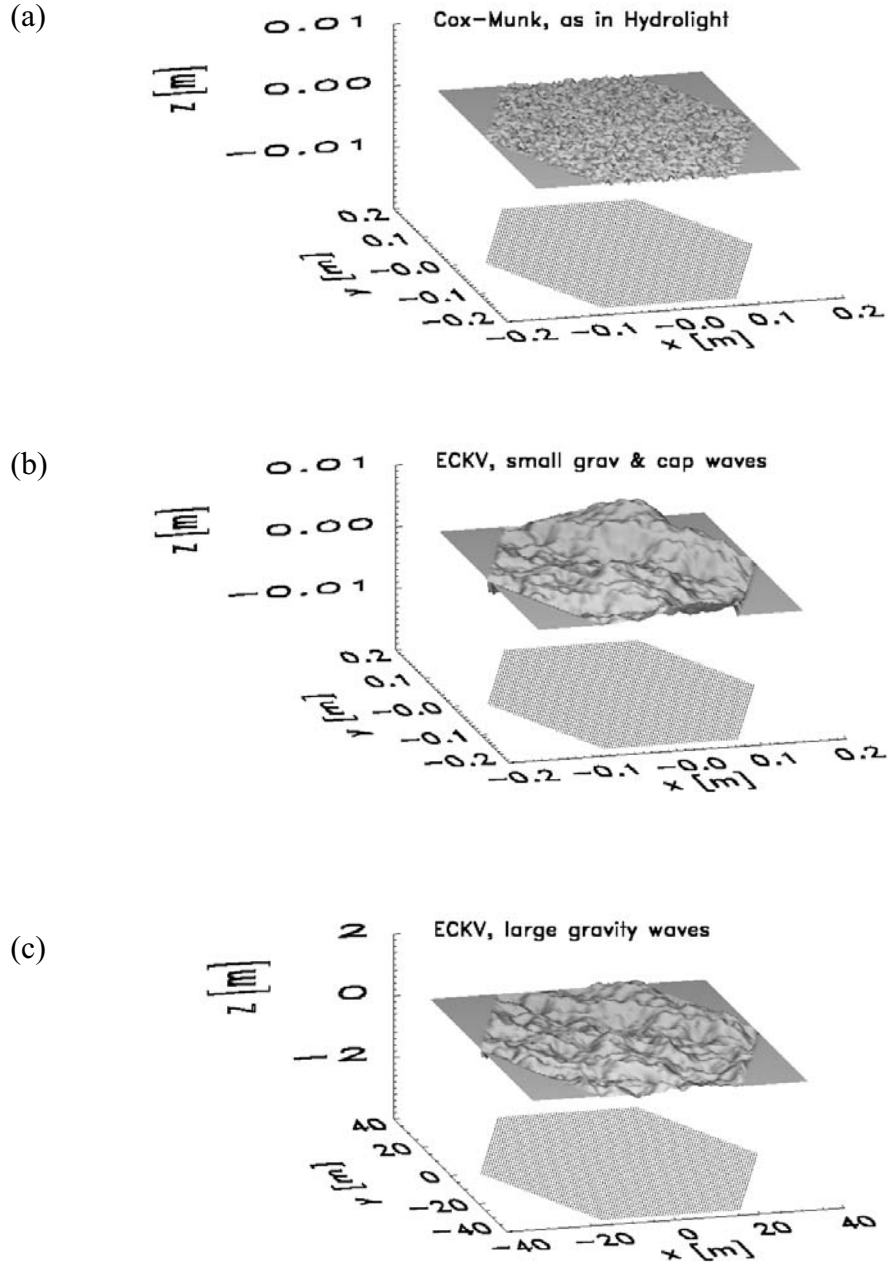 (a)
Cox-Munk, as in Hydrolight
0.01
0.00
-0.01
z [m]
0.2
0.1
-0.0
-0.1
-0.2
y [m]
-0.2
-0.1
-0.0
0.1
0.2
x [m]
(b)
ECKV, small grav & cap waves
0.01
0.00
-0.01
z [m]
0.2
0.1
-0.0
-0.1
-0.2
y [m]
-0.2
-0.1
-0.0
0.1
0.2
x [m]
(c)
ECKV, large gravity waves
2
0
-2
z [m]
40
20
0
-20
-40
y [m]
-40
-20
0
20
40
x [m]